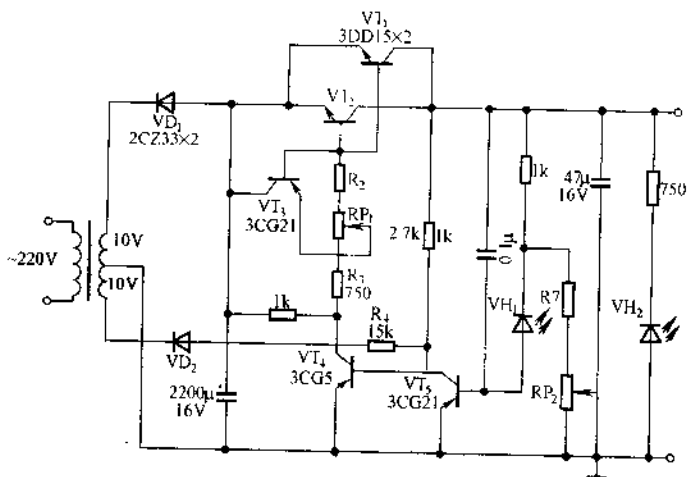 VT₁
3DD15×2
VT₂
VD₁
2CZ33×2
R₂
VT₃
3CG21
RP₁
2.7k
1k
1k
47μ
16V
750
~220V
10V
10V
R₃
750
1k
R₄
15k
VD₂
VT₄
3CG5
VT₅
3CG21
VH₁
R7
VH₂
RP₂
2200μ
16V